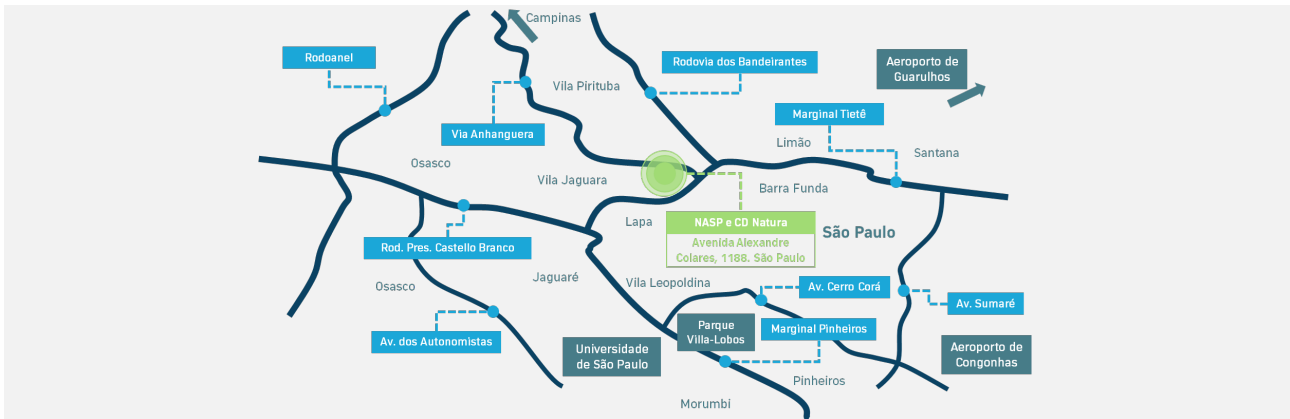 Campinas
Rodoanel
Rodovia dos Bandeirantes
Aeroporto de
Guarulhos
Vila Pirituba
Marginal Tietê
Via Anhanguera
Limão
Santana
Osasco
Vila Jaguara
Barra Funda
Lapa
NASP e CD Natura
Avenida Alexandre
Colares, 1188. São Paulo
São Paulo
Rod. Pres. Castello Branco
Jaguaré
Vila Leopoldina
Osasco
Av. Cerro Corá
Av. Sumaré
Av. dos Autonomistas
Universidade
de São Paulo
Parque
Villa-Lobos
Marginal Pinheiros
Aeroporto de
Congonhas
Pinheiros
Morumbi